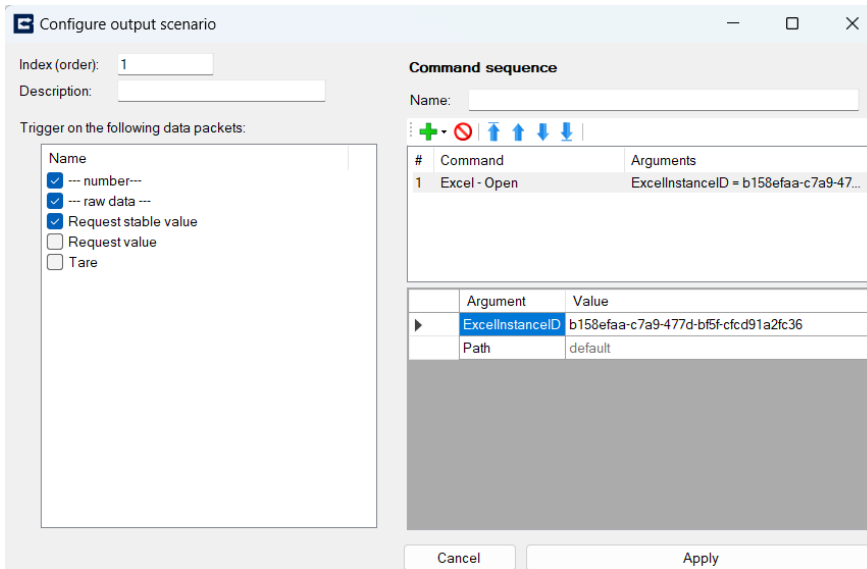 Configure output scenario
Index (order): 1
Description:
Trigger on the following data packets:
Name
--- number---
--- raw data ---
Request stable value
Request value
Tare
Command sequence
Name:
# Command Arguments
1 Excel - Open ExcelInstanceID = b158efaa-c7a9-47...
Argument Value
ExcelInstanceID b158efaa-c7a9-477d-bf5f-cfcd91a2fc36
Path default
Cancel Apply